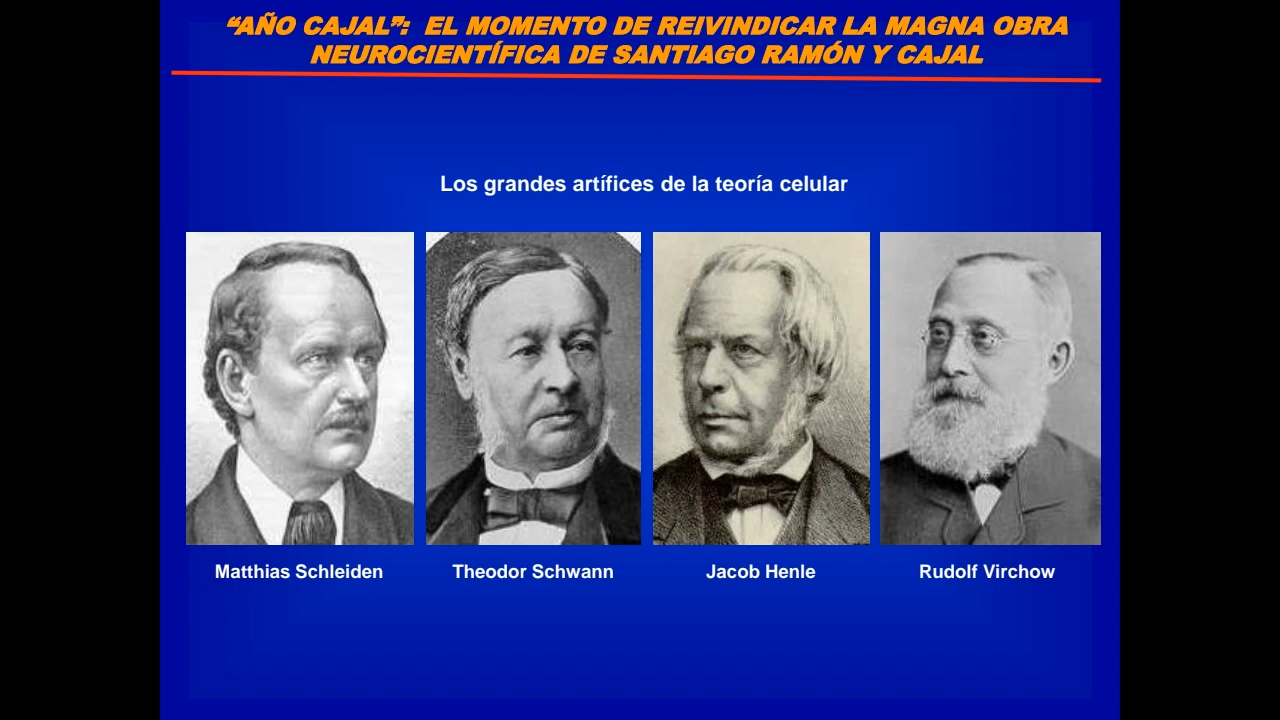 “AÑO CAJAL”: EL MOMENTO DE REIVINDICAR LA MAGNA OBRA
NEUROCIENTÍFICA DE SANTIAGO RAMÓN Y CAJAL
Los grandes artífices de la teoría celular
Matthias Schleiden
Theodor Schwann
Jacob Henle
Rudolf Virchow